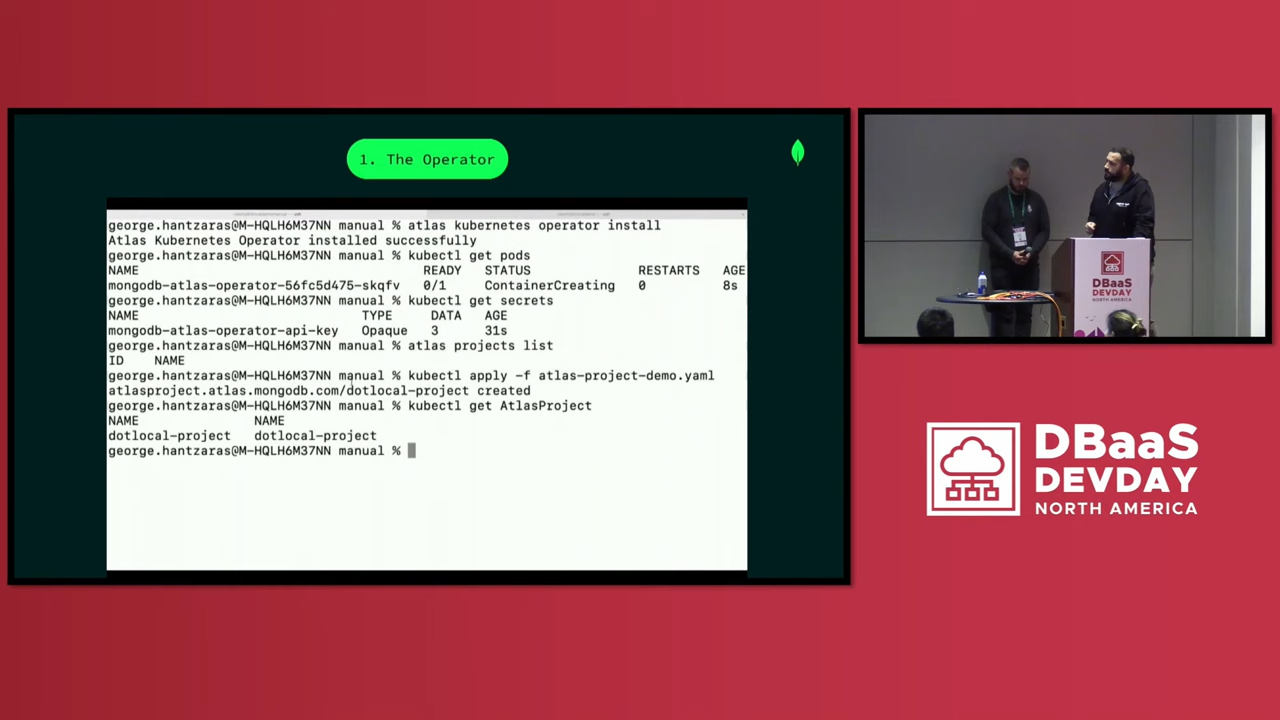 1. The Operator
george.hantzaras@M-HQLH6M37NN manual % atlas kubernetes operator install
Atlas Kubernetes Operator installed successfully
george.hantzaras@M-HQLH6M37NN manual % kubectl get pods
NAME READY STATUS RESTARTS AGE
mongodb-atlas-operator-56fc5d475-skqfv 0/1 ContainerCreating 0 8s
george.hantzaras@M-HQLH6M37NN manual % kubectl get secrets
NAME TYPE DATA AGE
mongodb-atlas-operator-api-key Opaque 3 31s
george.hantzaras@M-HQLH6M37NN manual % atlas projects list
ID NAME
george.hantzaras@M-HQLH6M37NN manual % kubectl apply -f atlas-project-demo.yaml
atlasproject.atlas.mongodb.com/dotlocal-project created
george.hantzaras@M-HQLH6M37NN manual % kubectl get AtlasProject
NAME NAME
dotlocal-project dotlocal-project
george.hantzaras@M-HQLH6M37NN manual %
DBaaS
DEVDAY
NORTH AMERICA
DBaaS
DEVDAY
NORTH AMERICA